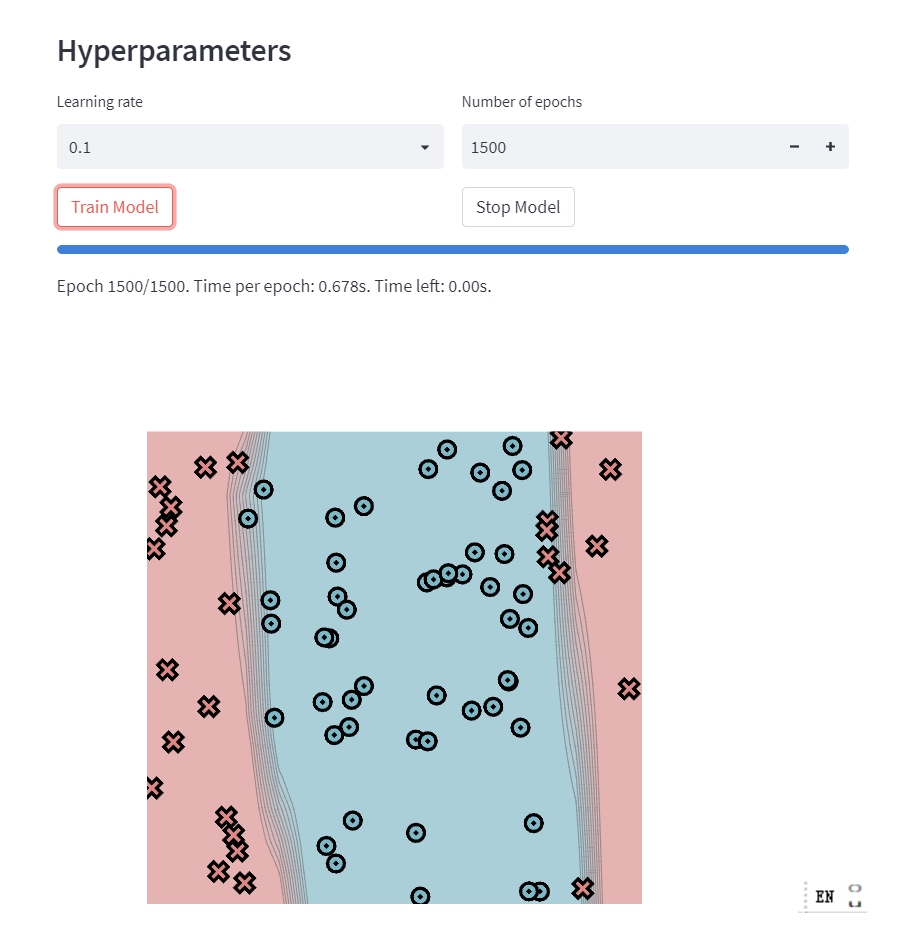 Hyperparameters
Learning rate
Number of epochs
0.1
1500
Train Model
Stop Model
Epoch 1500/1500. Time per epoch: 0.678s. Time left: 0.00s.
EN